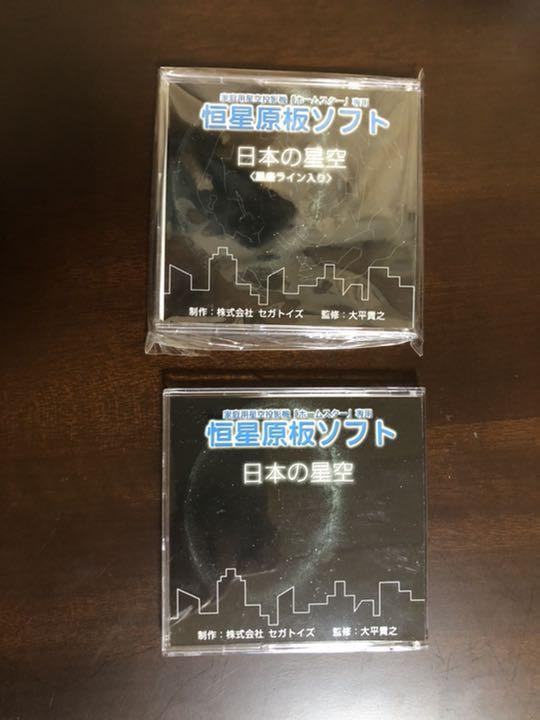 家庭用星空投影機「ホームスター」専用
恒星原板ソフト
日本の星空
〈星座ライン入り〉
制作：株式会社 セガトイズ 監修：大平貴之
家庭用星空投影機「ホームスター」専用
恒星原板ソフト
日本の星空
制作：株式会社 セガトイズ 監修：大平貴之